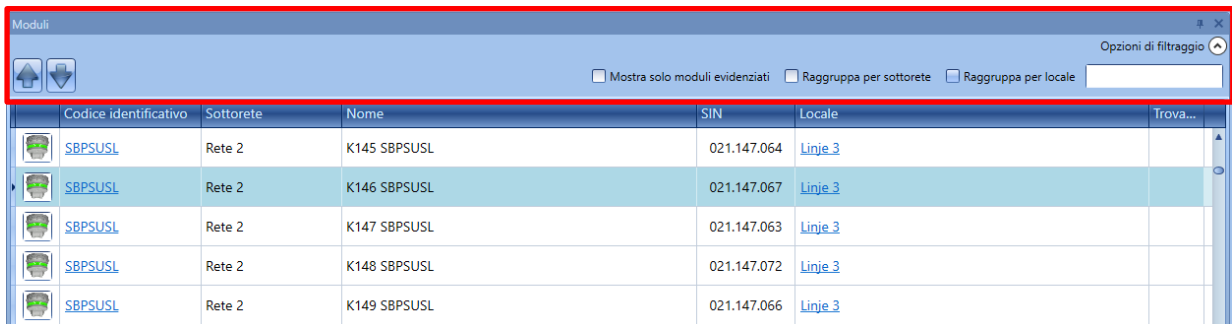 Moduli
Opzioni di filtraggio
Mostra solo moduli evidenziati Raggruppa per sottorete Raggruppa per locale
Codice identificativo Sottorete Nome SIN Locale Trova...
SBPSUSL Rete 2 K145 SBPSUSL 021.147.064 Linje 3
SBPSUSL Rete 2 K146 SBPSUSL 021.147.067 Linje 3
SBPSUSL Rete 2 K147 SBPSUSL 021.147.063 Linje 3
SBPSUSL Rete 2 K148 SBPSUSL 021.147.072 Linje 3
SBPSUSL Rete 2 K149 SBPSUSL 021.147.066 Linje 3